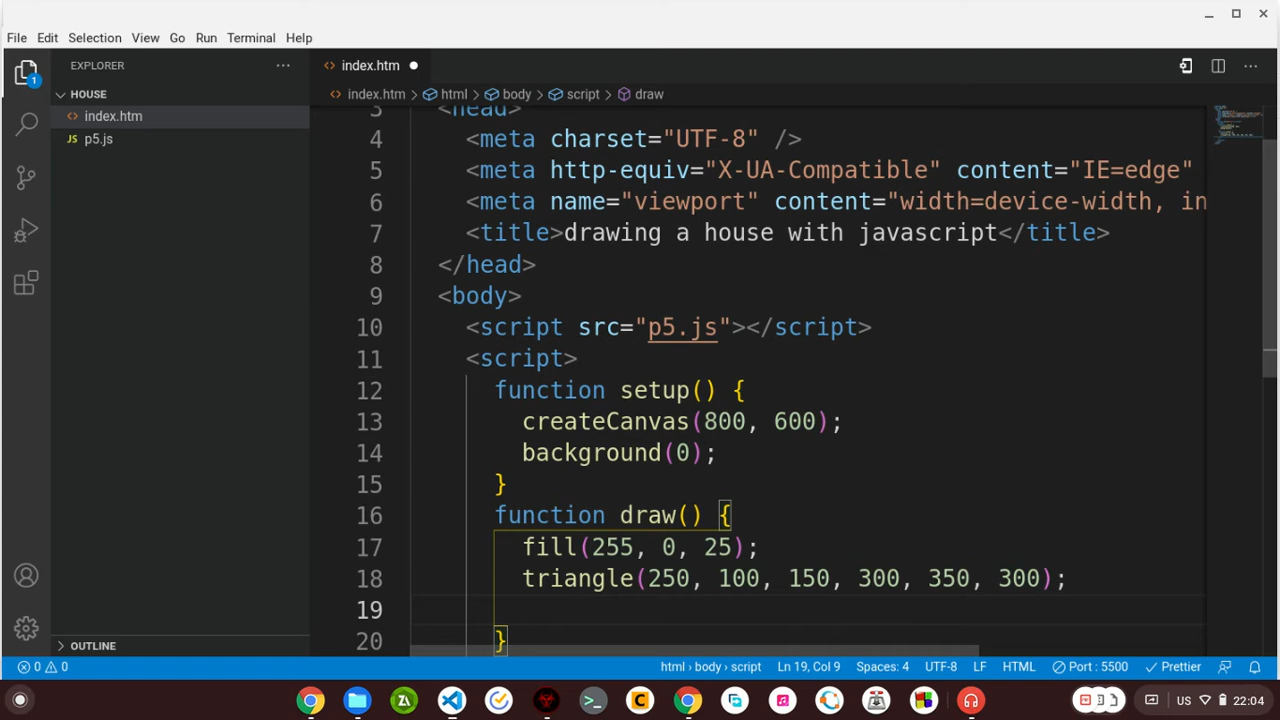 File Edit Selection View Go Run Terminal Help
EXPLORER ···
1
HOUSE
index.htm
p5.js
OUTLINE
index.htm
index.htm html body script draw
3 <head>
4 <meta charset="UTF-8" />
5 <meta http-equiv="X-UA-Compatible" content="IE=edge"
6 <meta name="viewport" content="width=device-width, in
7 <title>drawing a house with javascript</title>
8 </head>
9 <body>
10 <script src="p5.js"></script>
11 <script>
12 function setup() {
13 createCanvas(800, 600);
14 background(0);
15 }
16 function draw() {
17 fill(255, 0, 25);
18 triangle(250, 100, 150, 300, 350, 300);
19
20 }
0 0 html › body › script Ln 19, Col 9 Spaces: 4 UTF-8 LF HTML Port : 5500 Prettier
US 22:04